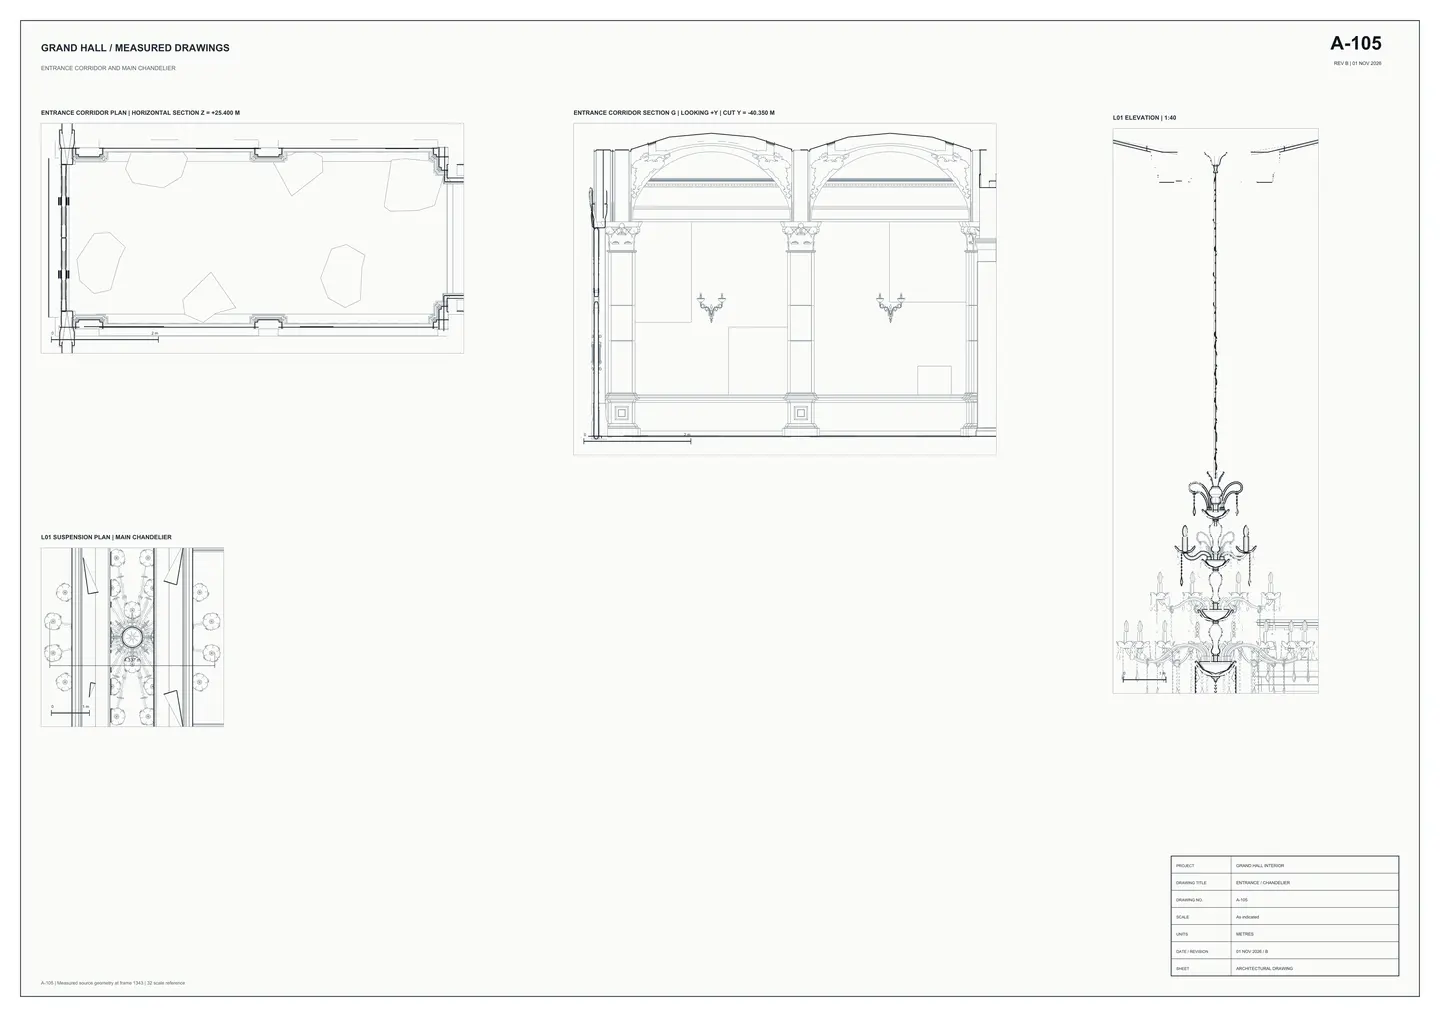 GRAND HALL / MEASURED DRAWINGS
ENTRANCE CORRIDOR AND MAIN CHANDELIER
A-105
REV B | 01 NOV 2026
ENTRANCE CORRIDOR PLAN | HORIZONTAL SECTION Z = +25.400 M
0 2 m
ENTRANCE CORRIDOR SECTION G | LOOKING +Y | CUT Y = -40.350 M
0 2 m
L01 ELEVATION | 1:40
0 1 m
L01 SUSPENSION PLAN | MAIN CHANDELIER
0 1 m
PROJECT GRAND HALL INTERIOR
DRAWING TITLE ENTRANCE / CHANDELIER
DRAWING NO. A-105
SCALE As indicated
UNITS METRES
DATE / REVISION 01 NOV 2026 / B
SHEET ARCHITECTURAL DRAWING
A-105 | Measured source geometry at frame 1343 | 32 scale reference